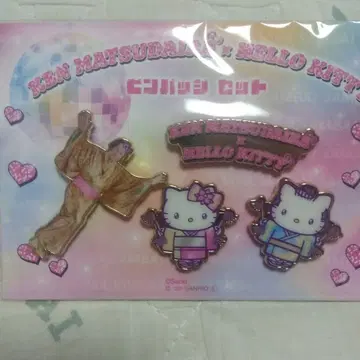 KEN MATSUDAIRA X HELLO KITTY
ピンバッジ セット
KEN MATSUDAIRA
X
HELLO KITTY